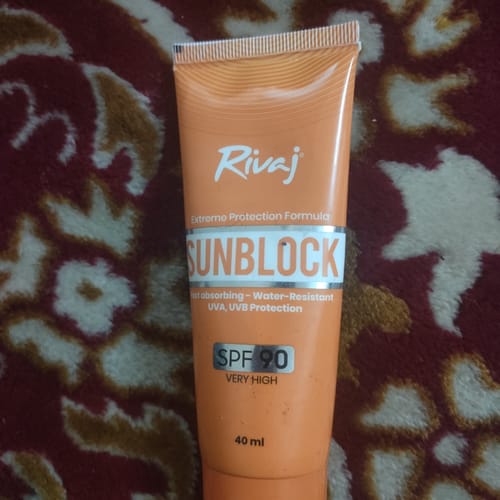 Rivaj
Extreme Protection Formula
SUNBLOCK
absorbing - Water-Resistant
UVA, UVB Protection
SPF 90
VERY HIGH
40 ml